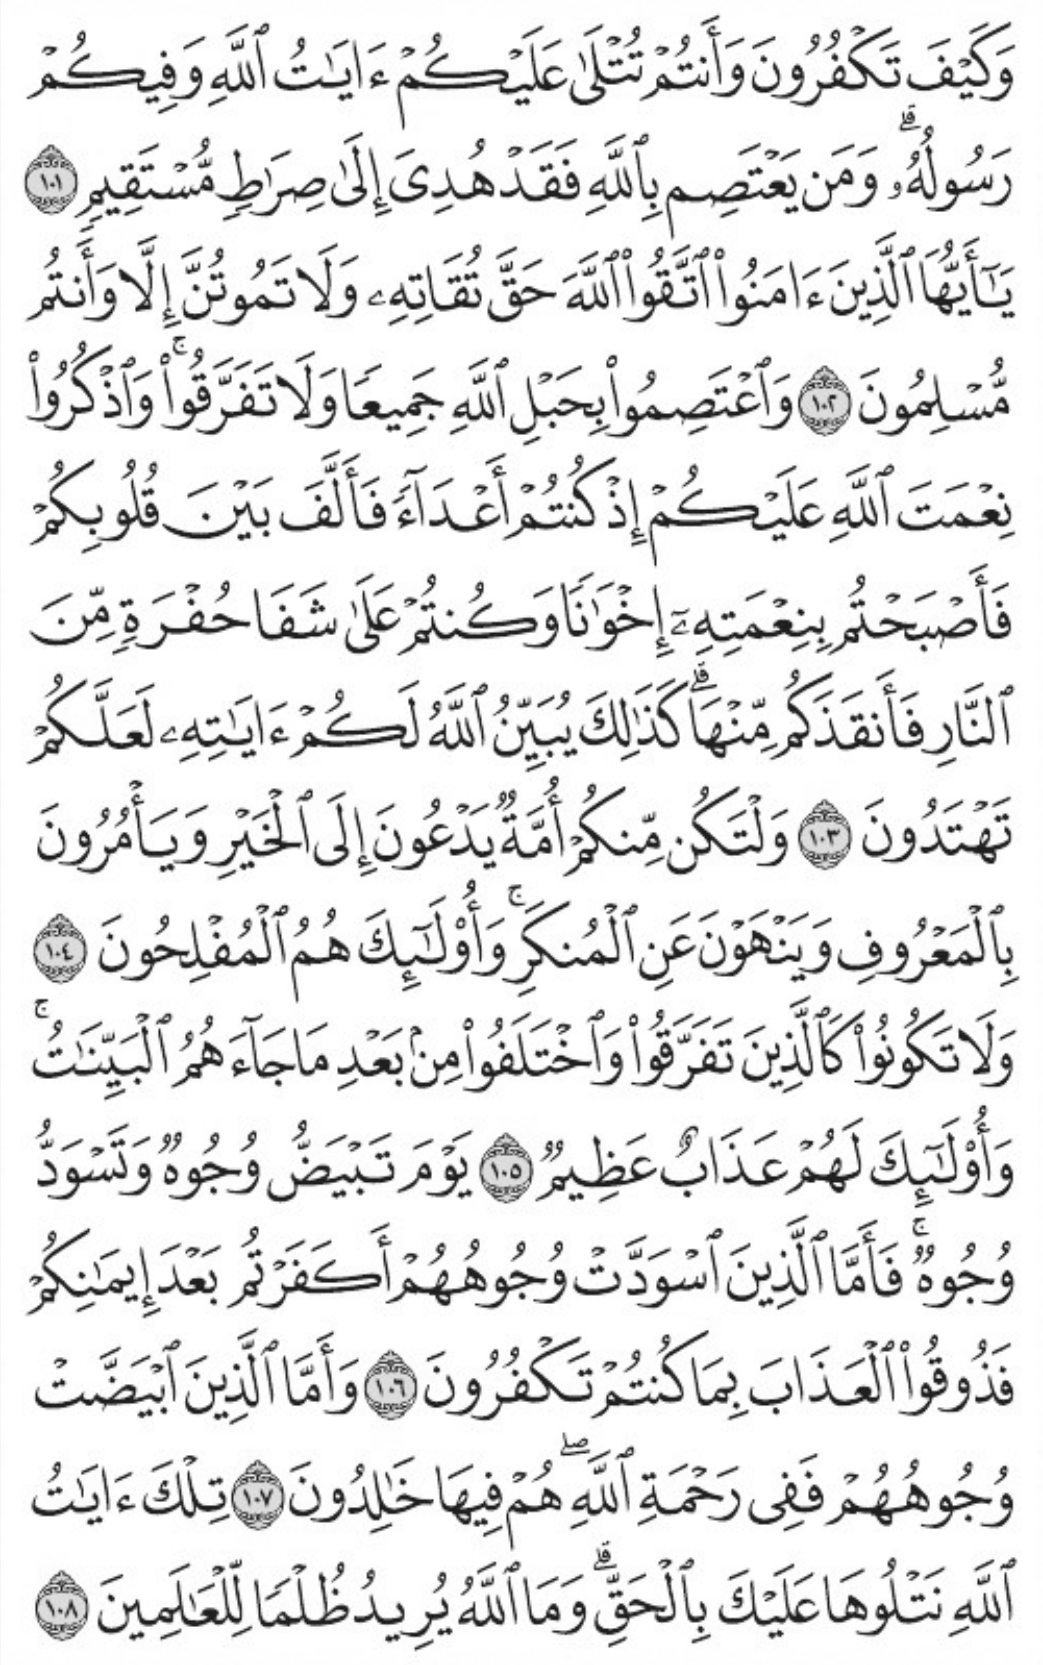 وَكَيۡفَ تَكۡفُرُونَ وَأَنتُمۡ تُتۡلَىٰ عَلَيۡكُمۡ ءَايَٰتُ ٱللَّهِ وَفِيكُمۡ
رَسُولُهُۥۗ وَمَن يَعۡتَصِم بِٱللَّهِ فَقَدۡ هُدِيَ إِلَىٰ صِرَٰطٖ مُّسۡتَقِيمٖ ١٠١
يَٰٓأَيُّهَا ٱلَّذِينَ ءَامَنُواْ ٱتَّقُواْ ٱللَّهَ حَقَّ تُقَاتِهِۦ وَلَا تَمُوتُنَّ إِلَّا وَأَنتُم
مُّسۡلِمُونَ ١٠٢ وَٱعۡتَصِمُواْ بِحَبۡلِ ٱللَّهِ جَمِيعٗا وَلَا تَفَرَّقُواْۚ وَٱذۡكُرُواْ
نِعۡمَتَ ٱللَّهِ عَلَيۡكُمۡ إِذۡ كُنتُمۡ أَعۡدَآءٗ فَأَلَّفَ بَيۡنَ قُلُوبِكُمۡ
فَأَصۡبَحۡتُم بِنِعۡمَتِهِۦٓ إِخۡوَٰنٗا وَكُنتُمۡ عَلَىٰ شَفَا حُفۡرَةٖ مِّنَ
ٱلنَّارِ فَأَنقَذَكُم مِّنۡهَاۗ كَذَٰلِكَ يُبَيِّنُ ٱللَّهُ لَكُمۡ ءَايَٰتِهِۦ لَعَلَّكُمۡ
تَهۡتَدُونَ ١٠٣ وَلۡتَكُن مِّنكُمۡ أُمَّةٞ يَدۡعُونَ إِلَى ٱلۡخَيۡرِ وَيَأۡمُرُونَ
بِٱلۡمَعۡرُوفِ وَيَنۡهَوۡنَ عَنِ ٱلۡمُنكَرِۚ وَأُوْلَٰٓئِكَ هُمُ ٱلۡمُفۡلِحُونَ ١٠٤
وَلَا تَكُونُواْ كَٱلَّذِينَ تَفَرَّقُواْ وَٱخۡتَلَفُواْ مِنۢ بَعۡدِ مَا جَآءَهُمُ ٱلۡبَيِّنَٰتُۚ
وَأُوْلَٰٓئِكَ لَهُمۡ عَذَابٌ عَظِيمٞ ١٠٥ يَوۡمَ تَبۡيَضُّ وُجُوهٞ وَتَسۡوَدُّ
وُجُوهٞۚ فَأَمَّا ٱلَّذِينَ ٱسۡوَدَّتۡ وُجُوهُهُمۡ أَكَفَرۡتُم بَعۡدَ إِيمَٰنِكُمۡ
فَذُوقُواْ ٱلۡعَذَابَ بِمَا كُنتُمۡ تَكۡفُرُونَ ١٠٦ وَأَمَّا ٱلَّذِينَ ٱبۡيَضَّتۡ
وُجُوهُهُمۡ فَفِي رَحۡمَةِ ٱللَّهِۖ هُمۡ فِيهَا خَٰلِدُونَ ١٠٧ تِلۡكَ ءَايَٰتُ
ٱللَّهِ نَتۡلُوهَا عَلَيۡكَ بِٱلۡحَقِّۗ وَمَا ٱللَّهُ يُرِيدُ ظُلۡمٗا لِّلۡعَٰلَمِينَ ١٠٨